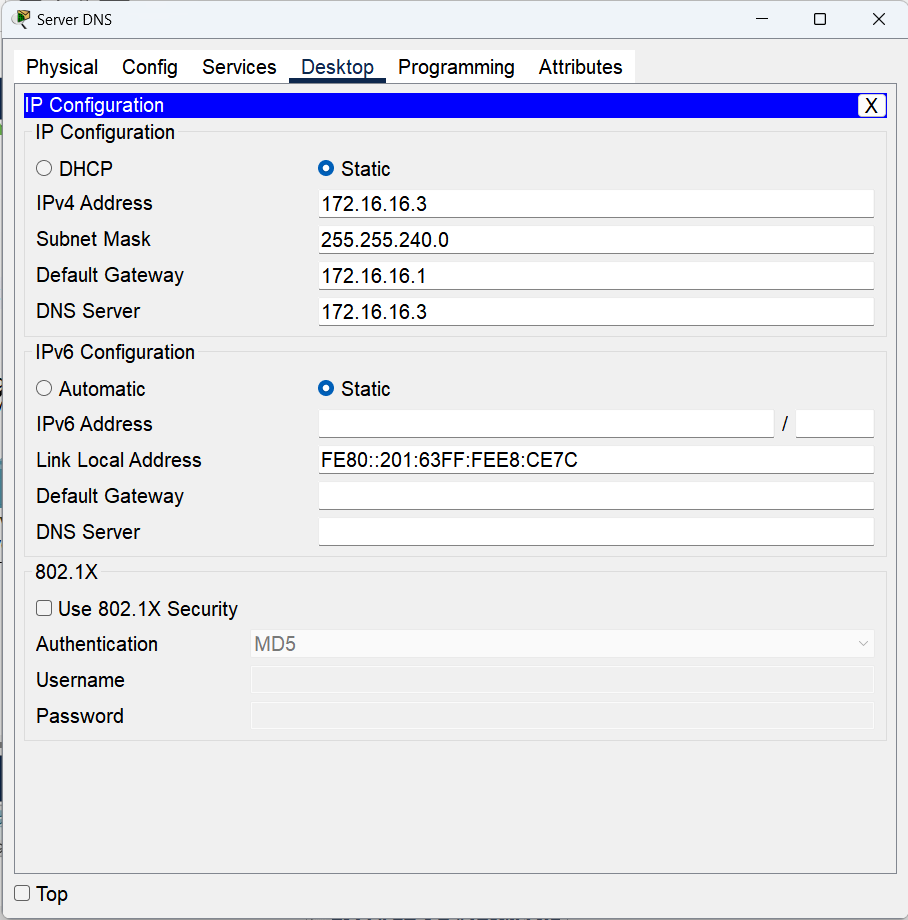 Server DNS
Physical Config Services Desktop Programming Attributes
IP Configuration X
IP Configuration
DHCP Static
IPv4 Address 172.16.16.3
Subnet Mask 255.255.240.0
Default Gateway 172.16.16.1
DNS Server 172.16.16.3
IPv6 Configuration
Automatic Static
IPv6 Address /
Link Local Address FE80::201:63FF:FEE8:CE7C
Default Gateway
DNS Server
802.1X
Use 802.1X Security
Authentication MD5
Username
Password
Top